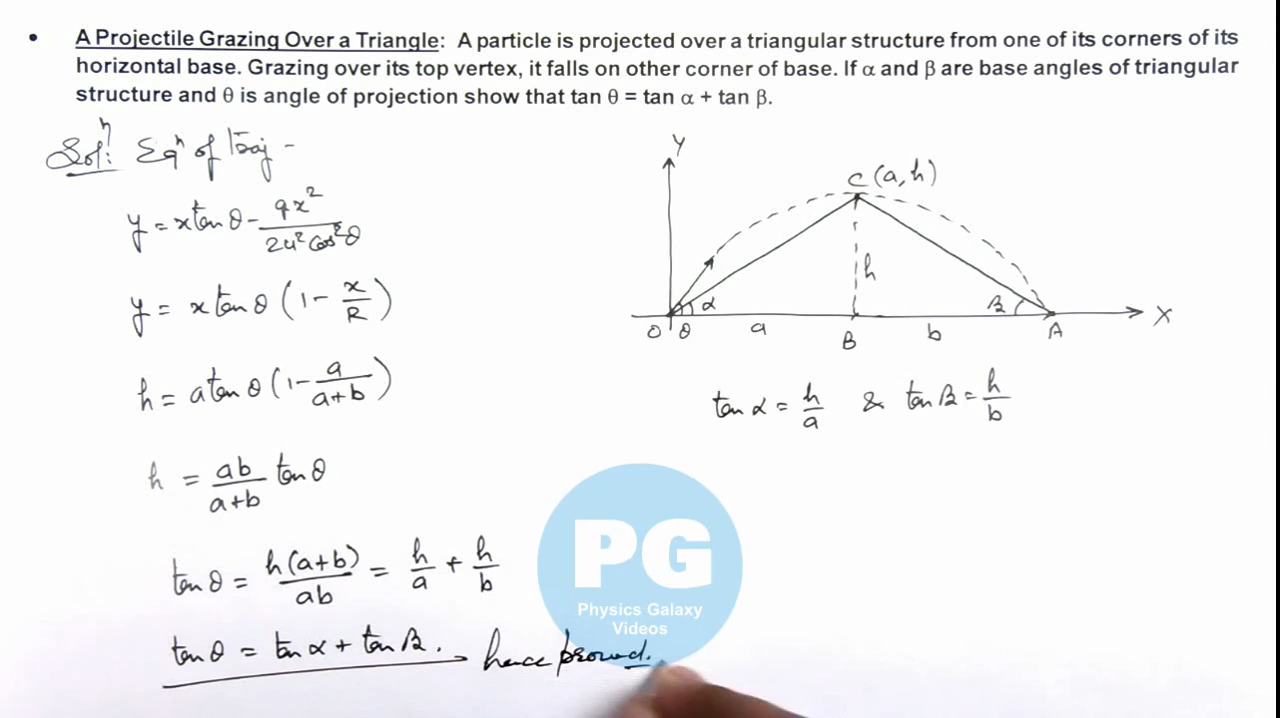 • A Projectile Grazing Over a Triangle: A particle is projected over a triangular structure from one of its corners of its
horizontal base. Grazing over its top vertex, it falls on other corner of base. If α and β are base angles of triangular
structure and θ is angle of projection show that tan θ = tan α + tan β.
Solⁿ: Eqⁿ of Traj -
y = x tan θ - gx²/2u² cos²θ
y = x tan θ (1 - x/R)
h = a tan θ (1 - a/a+b)
h = ab/a+b tan θ
tan θ = h(a+b)/ab = h/a + h/b
tan θ = tan α + tan β. hence proved.
Y
C (a, h)
h
α β
O θ a B b A X
tan α = h/a & tan β = h/b
PG
Physics Galaxy
Videos